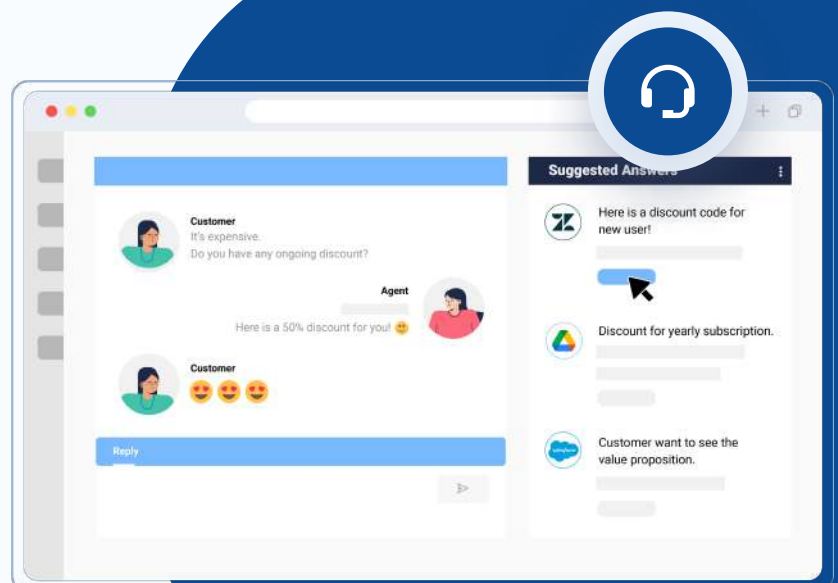 Suggested Answers
Customer
It's expensive.
Do you have any ongoing discount?
Agent
Here is a 50% discount for you! 😊
Customer
😍 😍 😍
Reply
Here is a discount code for
new user!
Discount for yearly subscription.
salesforce
Customer want to see the
value proposition.